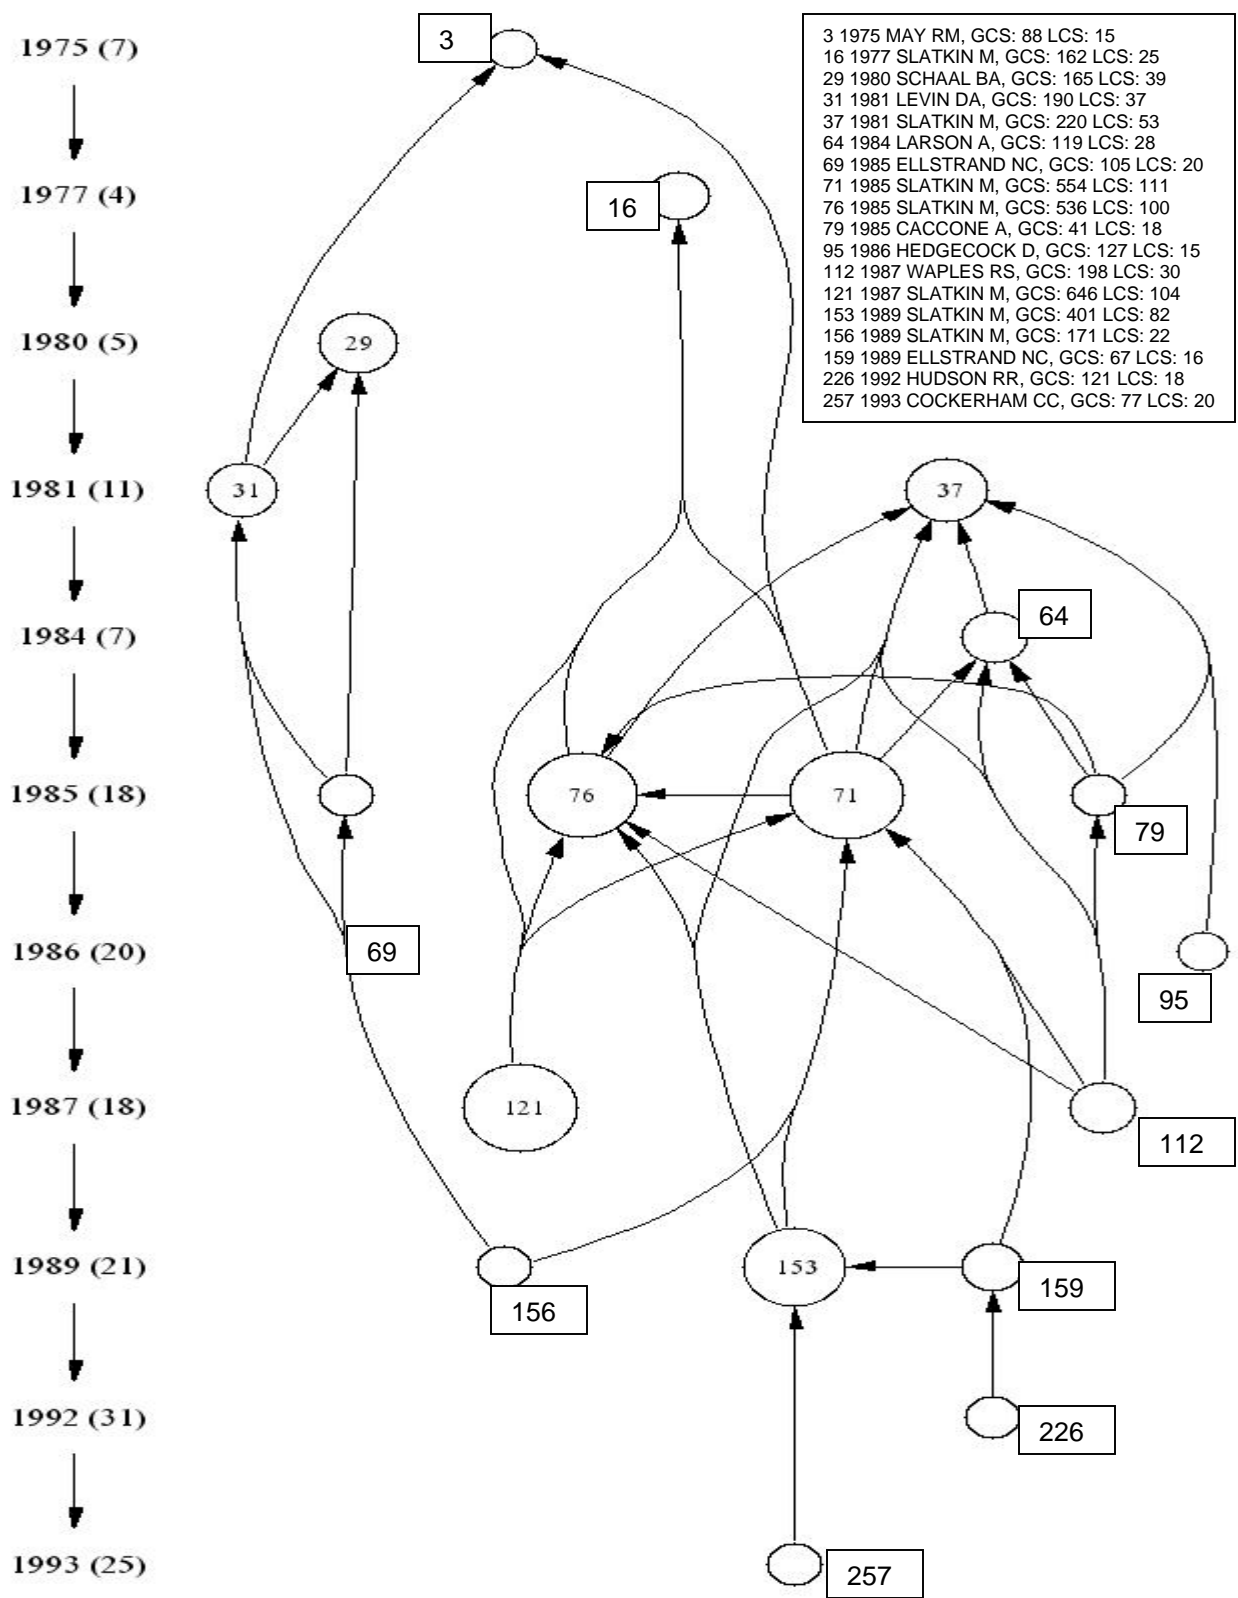 1975 (7)
3
3 1975 MAY RM, GCS: 88 LCS: 15
16 1977 SLATKIN M, GCS: 162 LCS: 25
29 1980 SCHAAL BA, GCS: 165 LCS: 39
31 1981 LEVIN DA, GCS: 190 LCS: 37
37 1981 SLATKIN M, GCS: 220 LCS: 53
64 1984 LARSON A, GCS: 119 LCS: 28
69 1985 ELLSTRAND NC, GCS: 105 LCS: 20
71 1985 SLATKIN M, GCS: 554 LCS: 111
76 1985 SLATKIN M, GCS: 536 LCS: 100
79 1985 CACCONE A, GCS: 41 LCS: 18
95 1986 HEDGECOCK D, GCS: 127 LCS: 15
112 1987 WAPLES RS, GCS: 198 LCS: 30
121 1987 SLATKIN M, GCS: 646 LCS: 104
153 1989 SLATKIN M, GCS: 401 LCS: 82
156 1989 SLATKIN M, GCS: 171 LCS: 22
159 1989 ELLSTRAND NC, GCS: 67 LCS: 16
226 1992 HUDSON RR, GCS: 121 LCS: 18
257 1993 COCKERHAM CC, GCS: 77 LCS: 20
1977 (4)
16
1980 (5)
29
1981 (11)
31
37
1984 (7)
64
1985 (18)
76
71
79
1986 (20)
69
95
1987 (18)
121
112
1989 (21)
156
153
159
1992 (31)
226
1993 (25)
257